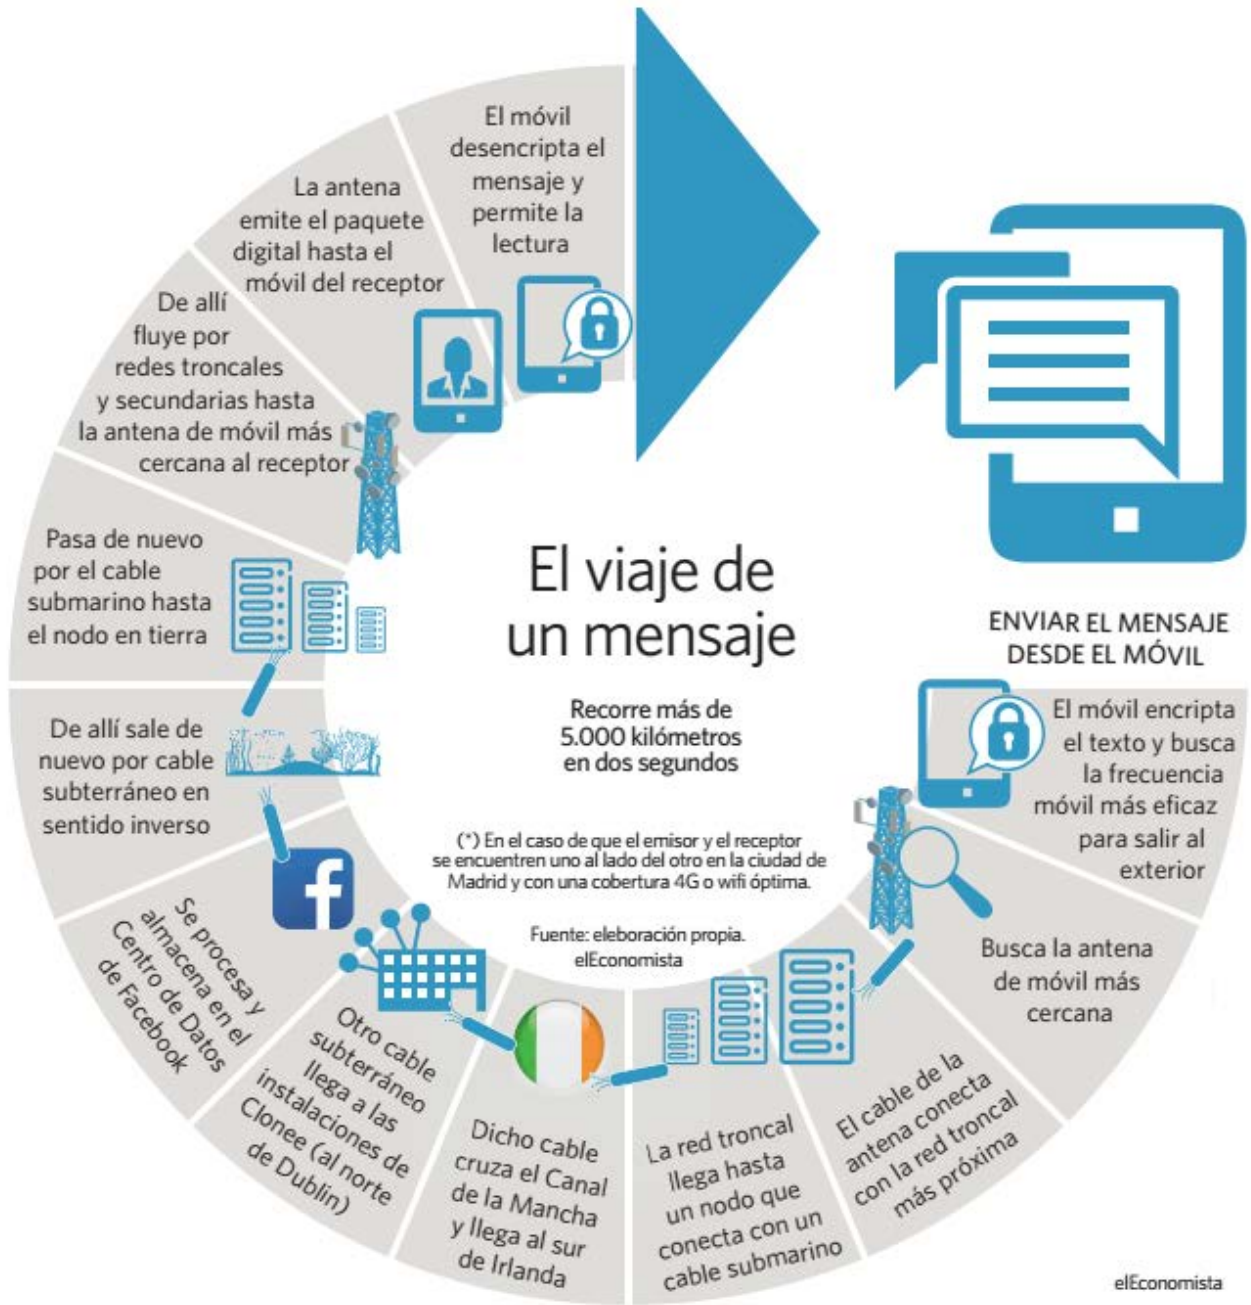 El viaje de
un mensaje
Recorre más de
5.000 kilómetros
en dos segundos
(*) En el caso de que el emisor y el receptor
se encuentren uno al lado del otro en la ciudad de
Madrid y con una cobertura 4G o wifi óptima.
Fuente: eleboración propia.
elEconomista
ENVIAR EL MENSAJE
DESDE EL MÓVIL
El móvil encripta
el texto y busca
la frecuencia
móvil más eficaz
para salir al
exterior
Busca la antena
de móvil más
cercana
El cable de la
antena conecta
con la red troncal
más próxima
La red troncal
llega hasta
un nodo que
conecta con un
cable submarino
Dicho cable
cruza el Canal
de la Mancha
y llega al sur
de Irlanda
Otro cable
subterráneo
llega a las
instalaciones de
Clonee (al norte
de Dublin)
Se procesa y
almacena en el
Centro de Datos
de Facebook
f
De allí sale de
nuevo por cable
subterráneo en
sentido inverso
Pasa de nuevo
por el cable
submarino hasta
el nodo en tierra
De allí
fluye por
redes troncales
y secundarias hasta
la antena de móvil más
cercana al receptor
La antena
emite el paquete
digital hasta el
móvil del receptor
El móvil
desencripta el
mensaje y
permite la
lectura
elEconomista